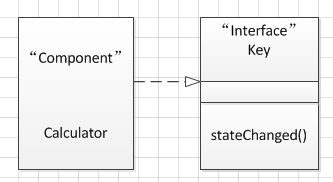 “Component”
Calculator
“Interface”
Key
stateChanged()